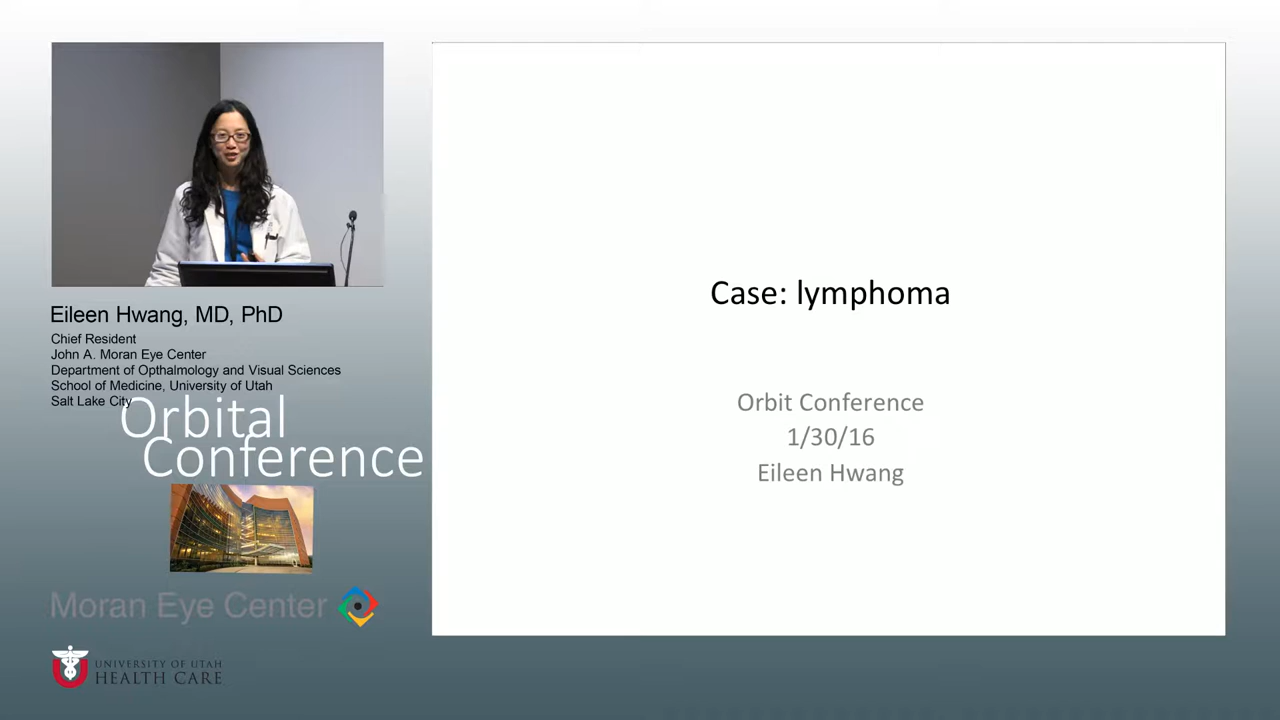 Eileen Hwang, MD, PhD
Chief Resident
John A. Moran Eye Center
Department of Opthalmology and Visual Sciences
School of Medicine, University of Utah
Salt Lake City
Orbital
Conference
Moran Eye Center
UNIVERSITY OF UTAH
HEALTH CARE
Case: lymphoma
Orbit Conference
1/30/16
Eileen Hwang